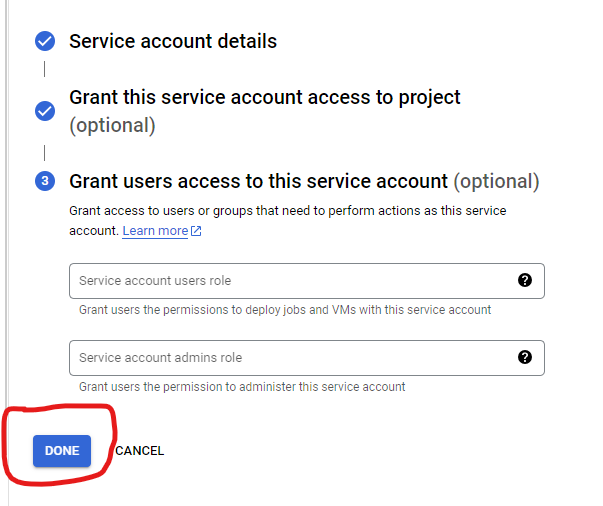 Service account details
Grant this service account access to project
(optional)
3 Grant users access to this service account (optional)
Grant access to users or groups that need to perform actions as this service
account. Learn more
Service account users role
Grant users the permissions to deploy jobs and VMs with this service account
Service account admins role
Grant users the permission to administer this service account
DONE CANCEL